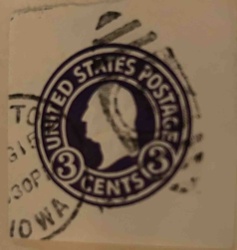 UNITED STATES POSTAGE
3 CENTS 3
IOWA